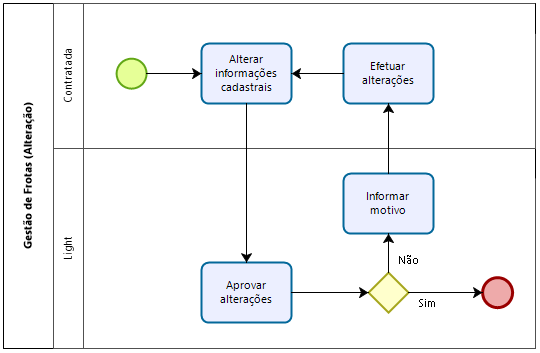 Gestão de Frotas (Alteração)
Contratada
Alterar
informações
cadastrais
Efetuar
alterações
Light
Informar
motivo
Não
Aprovar
alterações
Sim